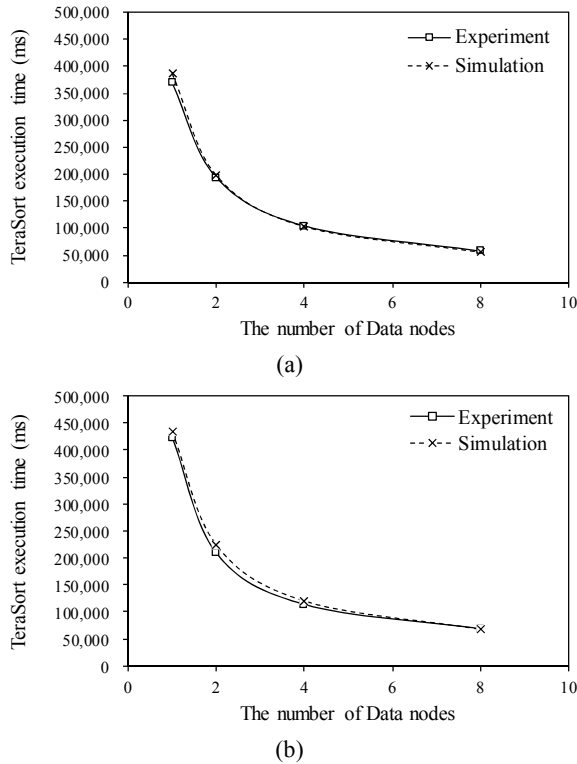 500,000
450,000
400,000
350,000
300,000
250,000
200,000
150,000
100,000
50,000
0
TeraSort execution time (ms)
Experiment
Simulation
0 2 4 6 8 10
The number of Data nodes
(a)
500,000
450,000
400,000
350,000
300,000
250,000
200,000
150,000
100,000
50,000
0
TeraSort execution time (ms)
Experiment
Simulation
0 2 4 6 8 10
The number of Data nodes
(b)